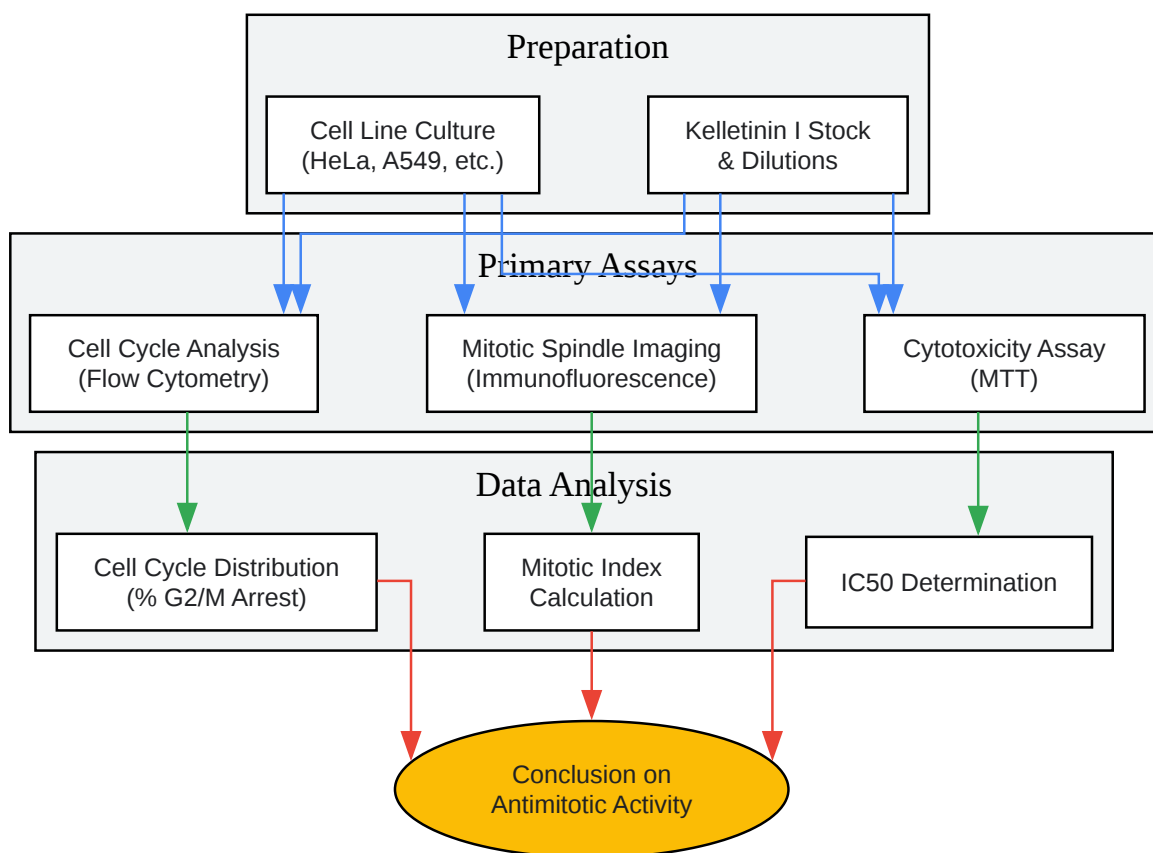 Preparation
Cell Line Culture
(HeLa, A549, etc.)
Kelletinin I Stock
& Dilutions
Primary Assays
Cell Cycle Analysis
(Flow Cytometry)
Mitotic Spindle Imaging
(Immunofluorescence)
Cytotoxicity Assay
(MTT)
Data Analysis
Cell Cycle Distribution
(% G2/M Arrest)
Mitotic Index
Calculation
IC50 Determination
Conclusion on
Antimitotic Activity